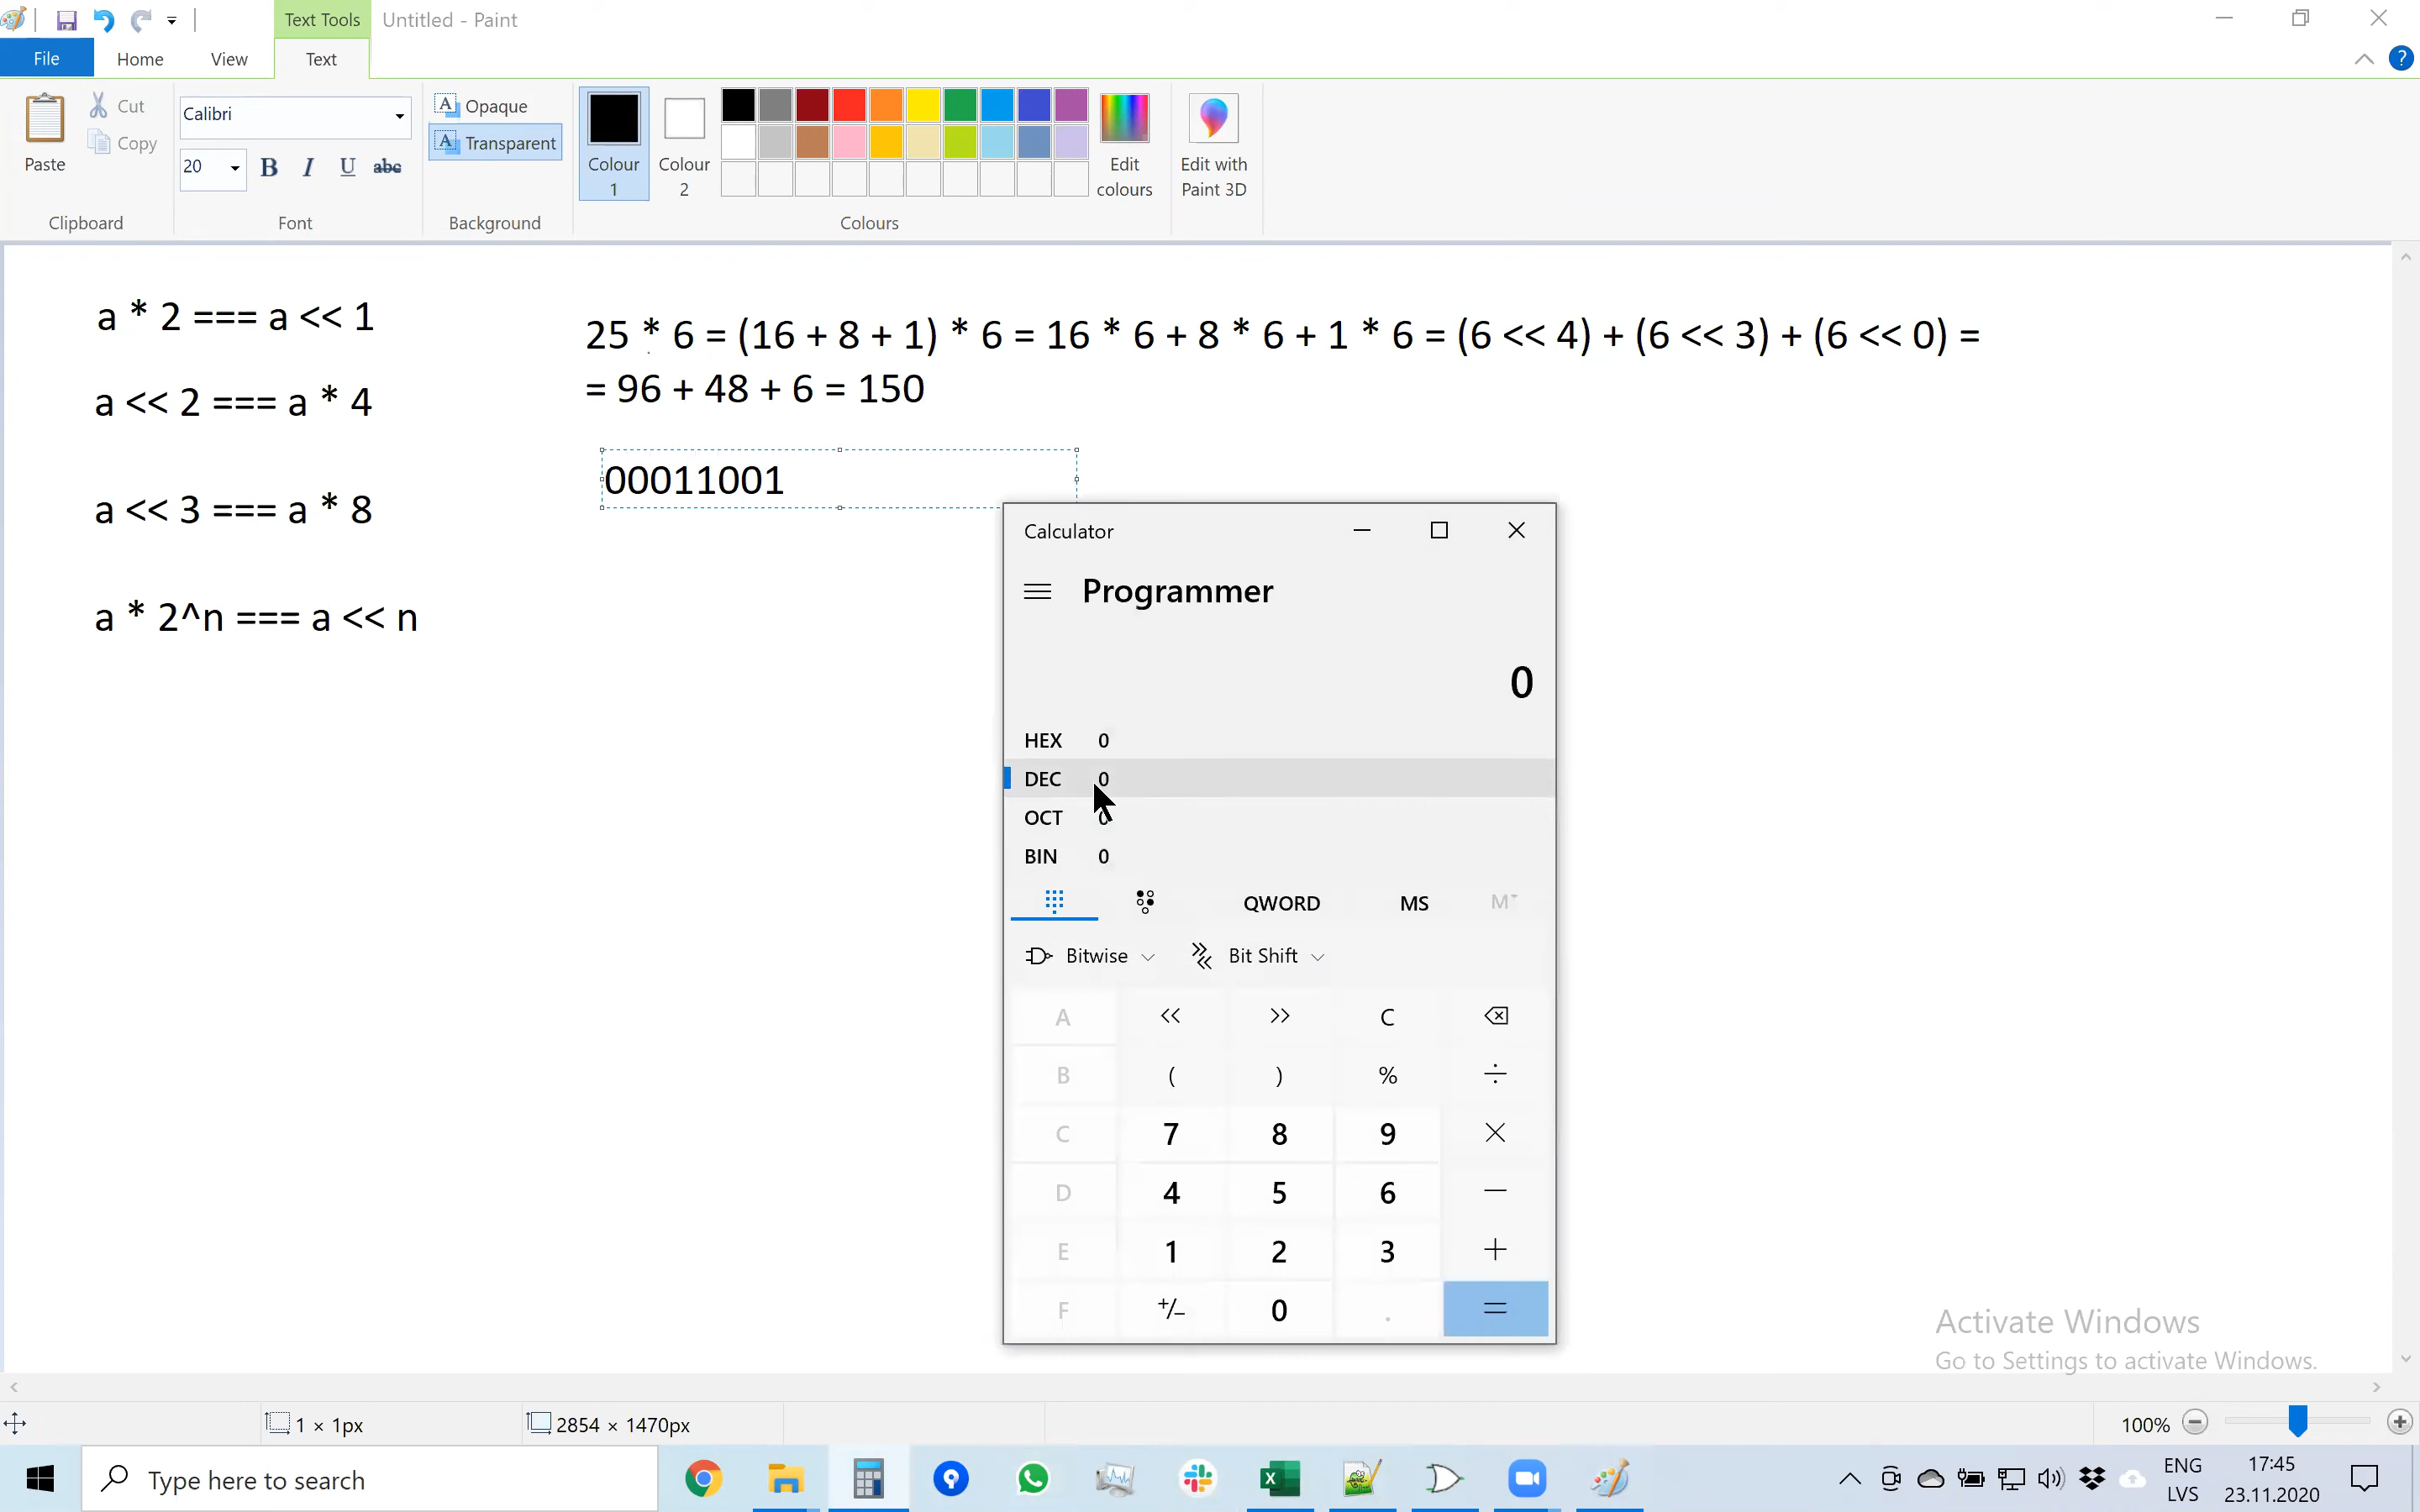 Text Tools
Untitled - Paint
File
Home
View
Text
?
Paste
Cut
Copy
Clipboard
Calibri
20
B
I
U
abc
Font
A Opaque
A Transparent
Background
Colour 1
Colour 2
Colours
Edit colours
Edit with Paint 3D
a * 2 === a << 1
a << 2 === a * 4
a << 3 === a * 8
a * 2^n === a << n
25 * 6 = (16 + 8 + 1) * 6 = 16 * 6 + 8 * 6 + 1 * 6 = (6 << 4) + (6 << 3) + (6 << 0) =
= 96 + 48 + 6 = 150
00011001
Calculator
Programmer
0
HEX 0
DEC 0
OCT 0
BIN 0
QWORD MS M
Bitwise Bit Shift
A << >> C
B ( ) % ÷
C 7 8 9 ×
D 4 5 6 −
E 1 2 3 +
F +/− 0 . =
Activate Windows
Go to Settings to activate Windows.
1 × 1px
2854 × 1470px
100%
Type here to search
ENG
LVS
17:45
23.11.2020